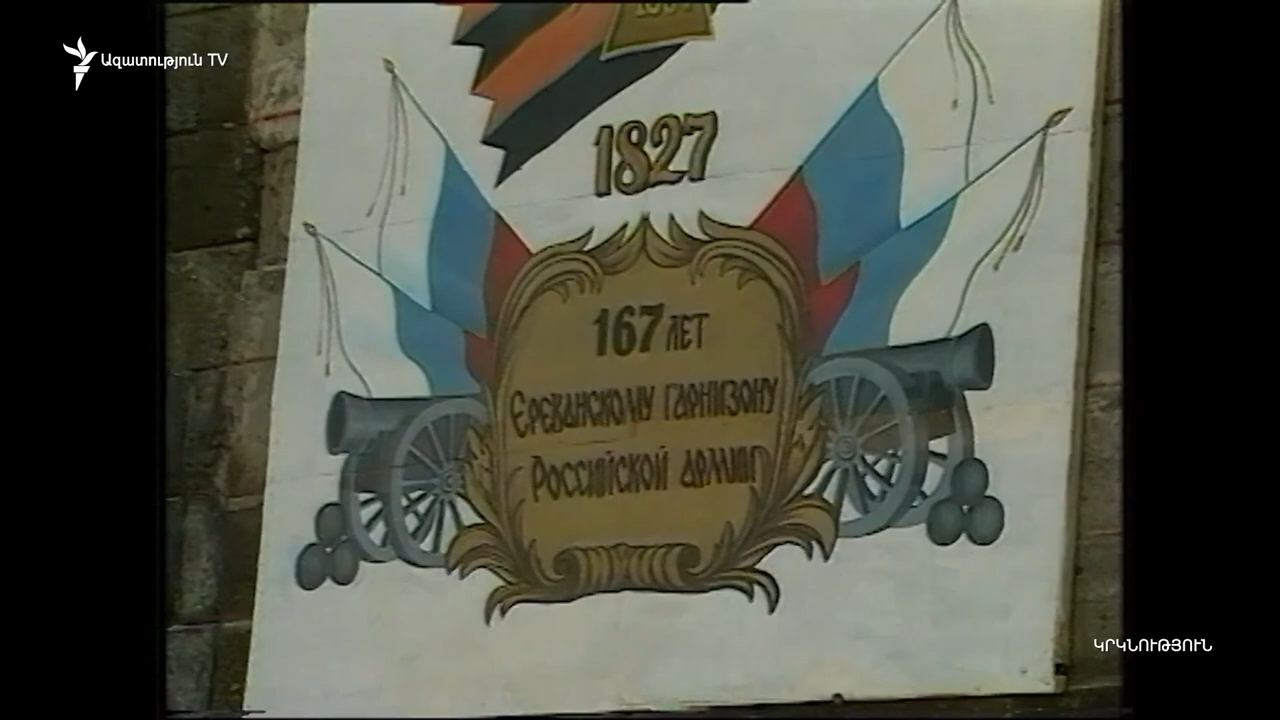 Ազատություն TV
1827
167 ЛЕТ
ЕРЕВАНСКОМУ ГАРНИЗОНУ
РОССИЙСКОЙ АРМИИ
ԿՐԿՆՈՒԹՅՈՒՆ